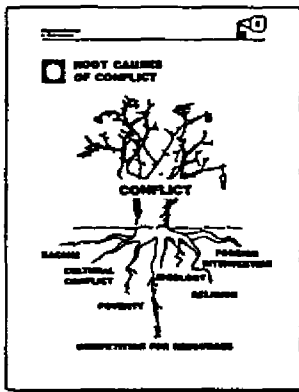 ROOT CAUSES
OF CONFLICT
CONFLICT
RACISM
FOREIGN
INTERVENTION
CULTURAL
CONFLICT
IDEOLOGY
RELIGION
POVERTY
COMPETITION FOR RESOURCES